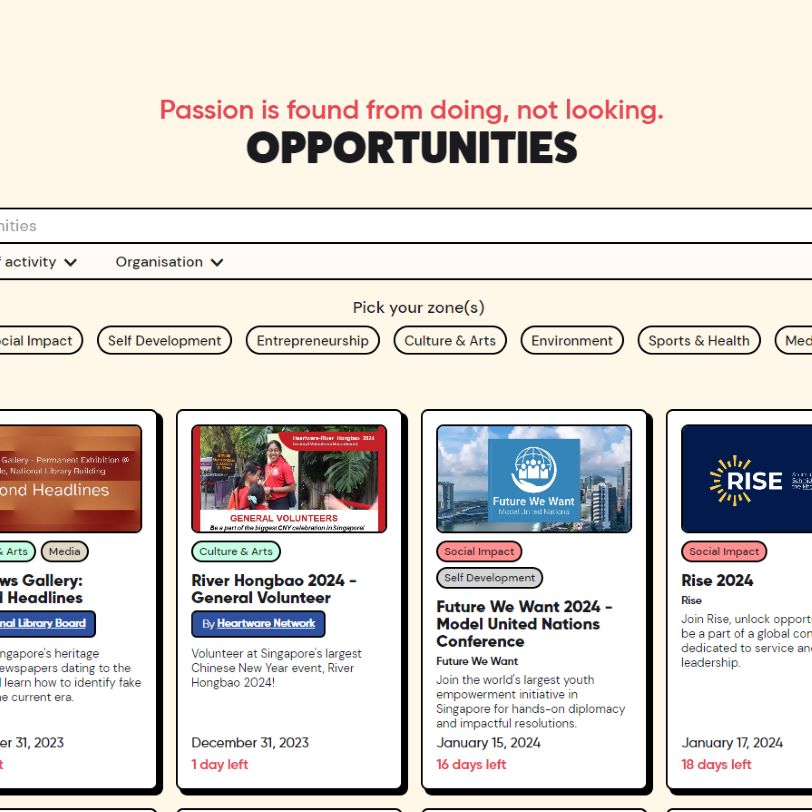 Passion is found from doing, not looking.
OPPORTUNITIES
nities
activity
Organisation
Pick your zone(s)
cial Impact
Self Development
Entrepreneurship
Culture & Arts
Environment
Sports & Health
Med
Gallery - Permanent Exhibition @
le, National Library Building
ond Headlines
& Arts
Media
ws Gallery:
d Headlines
nal Library Board
ngapore's heritage
ewspapers dating to the
d learn how to identify fake
e current era.
er 31, 2023
t
Heartware-River Hongbao 2024
General Volunteers Recruitment
GENERAL VOLUNTEERS
Be a part of the biggest CNY celebration in Singapore!
Culture & Arts
River Hongbao 2024 -
General Volunteer
By Heartware Network
Volunteer at Singapore's largest
Chinese New Year event, River
Hongbao 2024!
December 31, 2023
1 day left
Future We Want
Model United Nations
Social Impact
Self Development
Future We Want 2024 -
Model United Nations
Conference
Future We Want
Join the world's largest youth
empowerment initiative in
Singapore for hands-on diplomacy
and impactful resolutions.
January 15, 2024
16 days left
RISE
Social Impact
Rise 2024
Rise
Join Rise, unlock opport
be a part of a global con
dedicated to service an
leadership.
January 17, 2024
18 days left